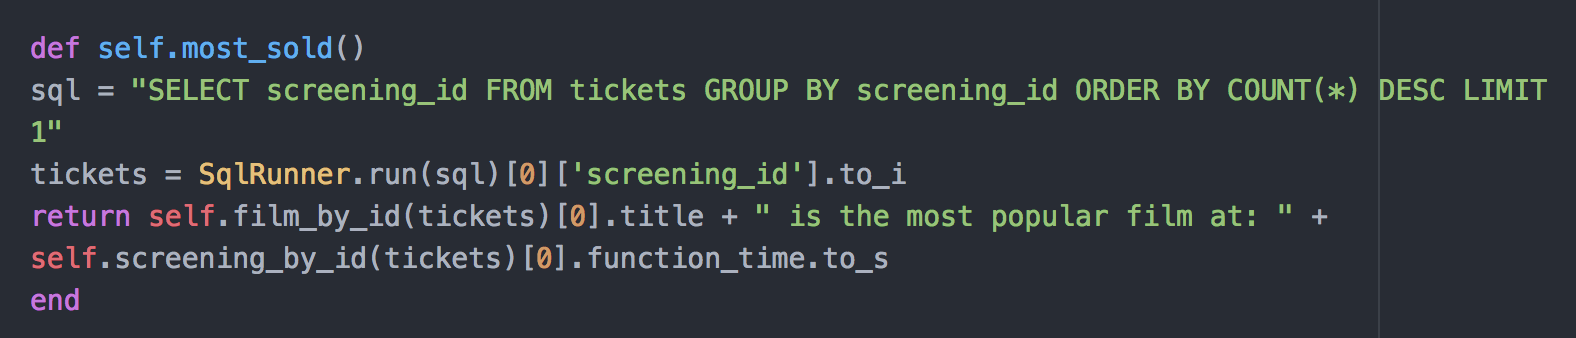 def self.most_sold()
sql = "SELECT screening_id FROM tickets GROUP BY screening_id ORDER BY COUNT(*) DESC LIMIT
1"
tickets = SqlRunner.run(sql)[0]['screening_id'].to_i
return self.film_by_id(tickets)[0].title + " is the most popular film at: " +
self.screening_by_id(tickets)[0].function_time.to_s
end